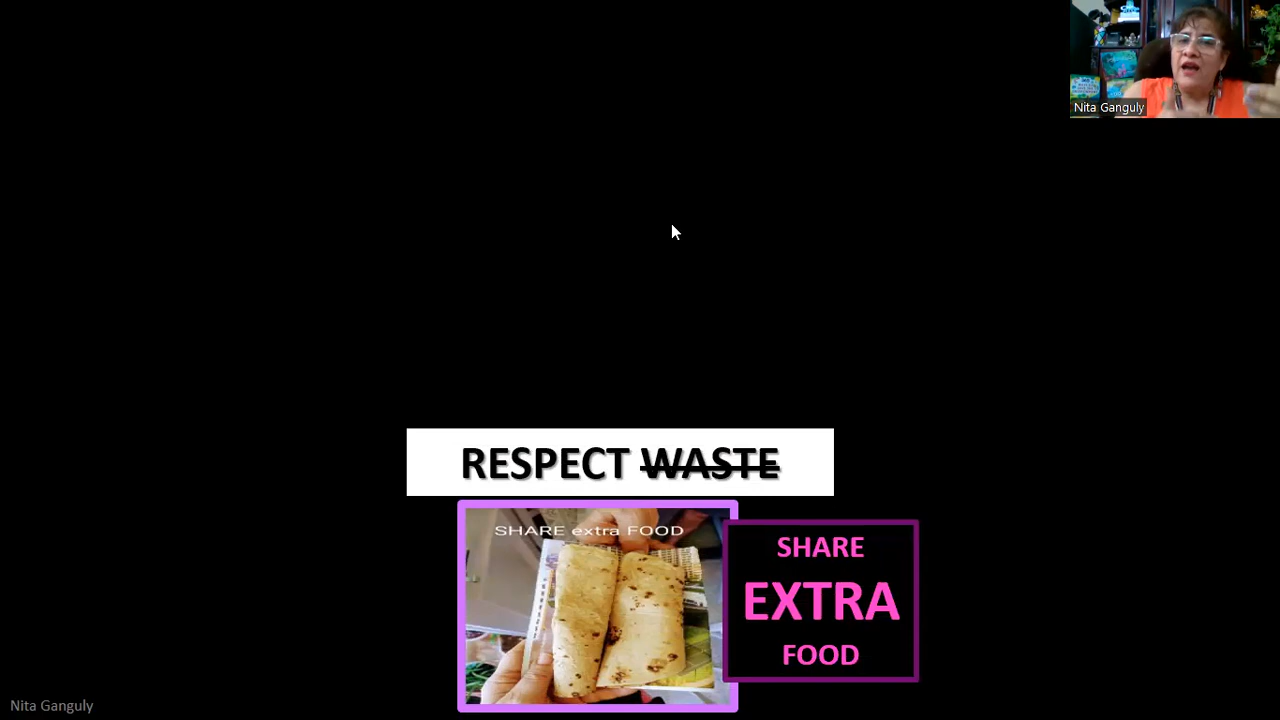 Nita Ganguly
RESPECT WASTE
SHARE extra FOOD
SHARE
EXTRA
FOOD
Nita Ganguly